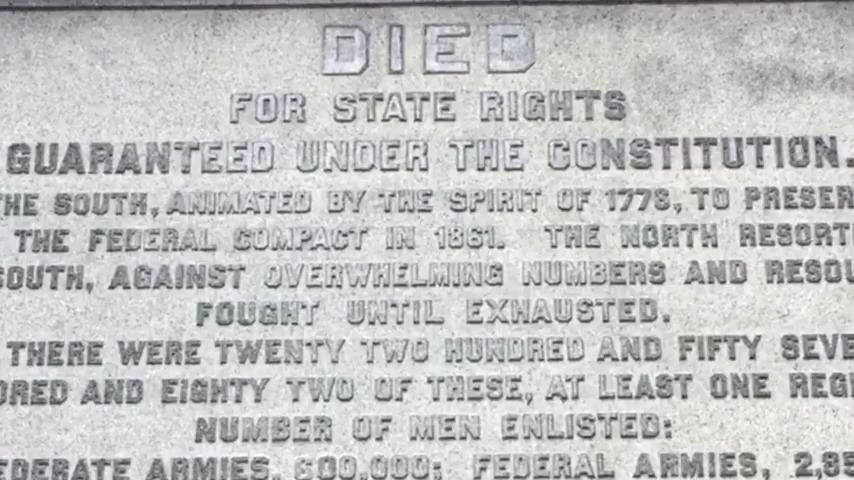 DIED
FOR STATE RIGHTS
GUARANTEED UNDER THE CONSTITUTION.
THE SOUTH, ANIMATED BY THE SPIRIT OF 1776, TO PRESER
THE FEDERAL COMPACT IN 1861. THE NORTH RESORTI
SOUTH, AGAINST OVERWHELMING NUMBERS AND RESOU
FOUGHT UNTIL EXHAUSTED.
THERE WERE TWENTY TWO HUNDRED AND FIFTY SEVE
DRED AND EIGHTY TWO OF THESE, AT LEAST ONE REGI
NUMBER OF MEN ENLISTED:
EDERATE ARMIES, 600,000; FEDERAL ARMIES, 2,85